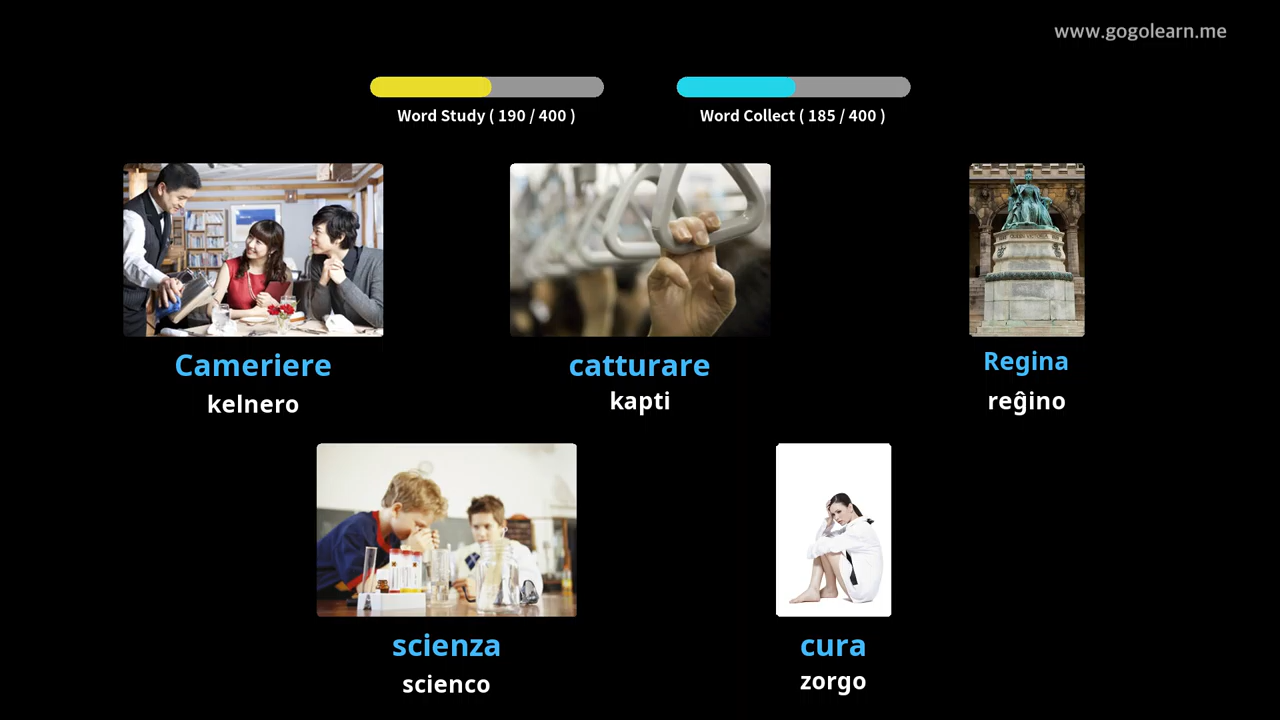 www.gogolearn.me
Word Study ( 190 / 400 )
Word Collect ( 185 / 400 )
Cameriere
kelnero
catturare
kapti
Regina
reĝino
scienza
scienco
cura
zorgo